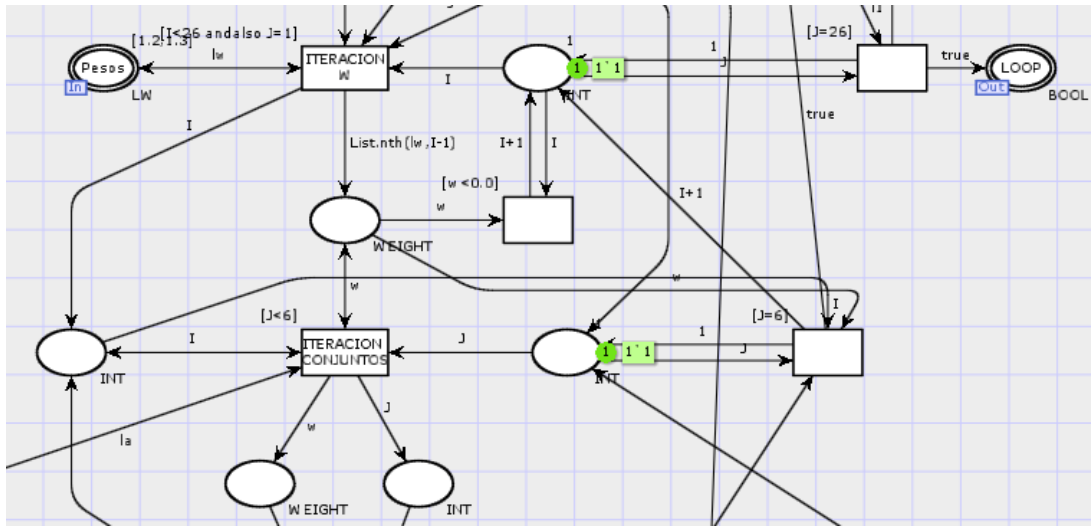 [1.2,1.3]
[I<26 andalso J=1]
Pesos
In
LW
lw
ITERACION
W
I
1
1
1`1
INT
1
J
[J=26]
true
LOOP
Out
BOOL
I
List.nth(lw,I-1)
I+1
I
[w<0.0]
w
WEIGHT
true
I+1
w
w
I
[J<6]
[J=6]
INT
I
ITERACION
CONJUNTOS
J
1
1`1
INT
1
J
la
w
J
WEIGHT
INT